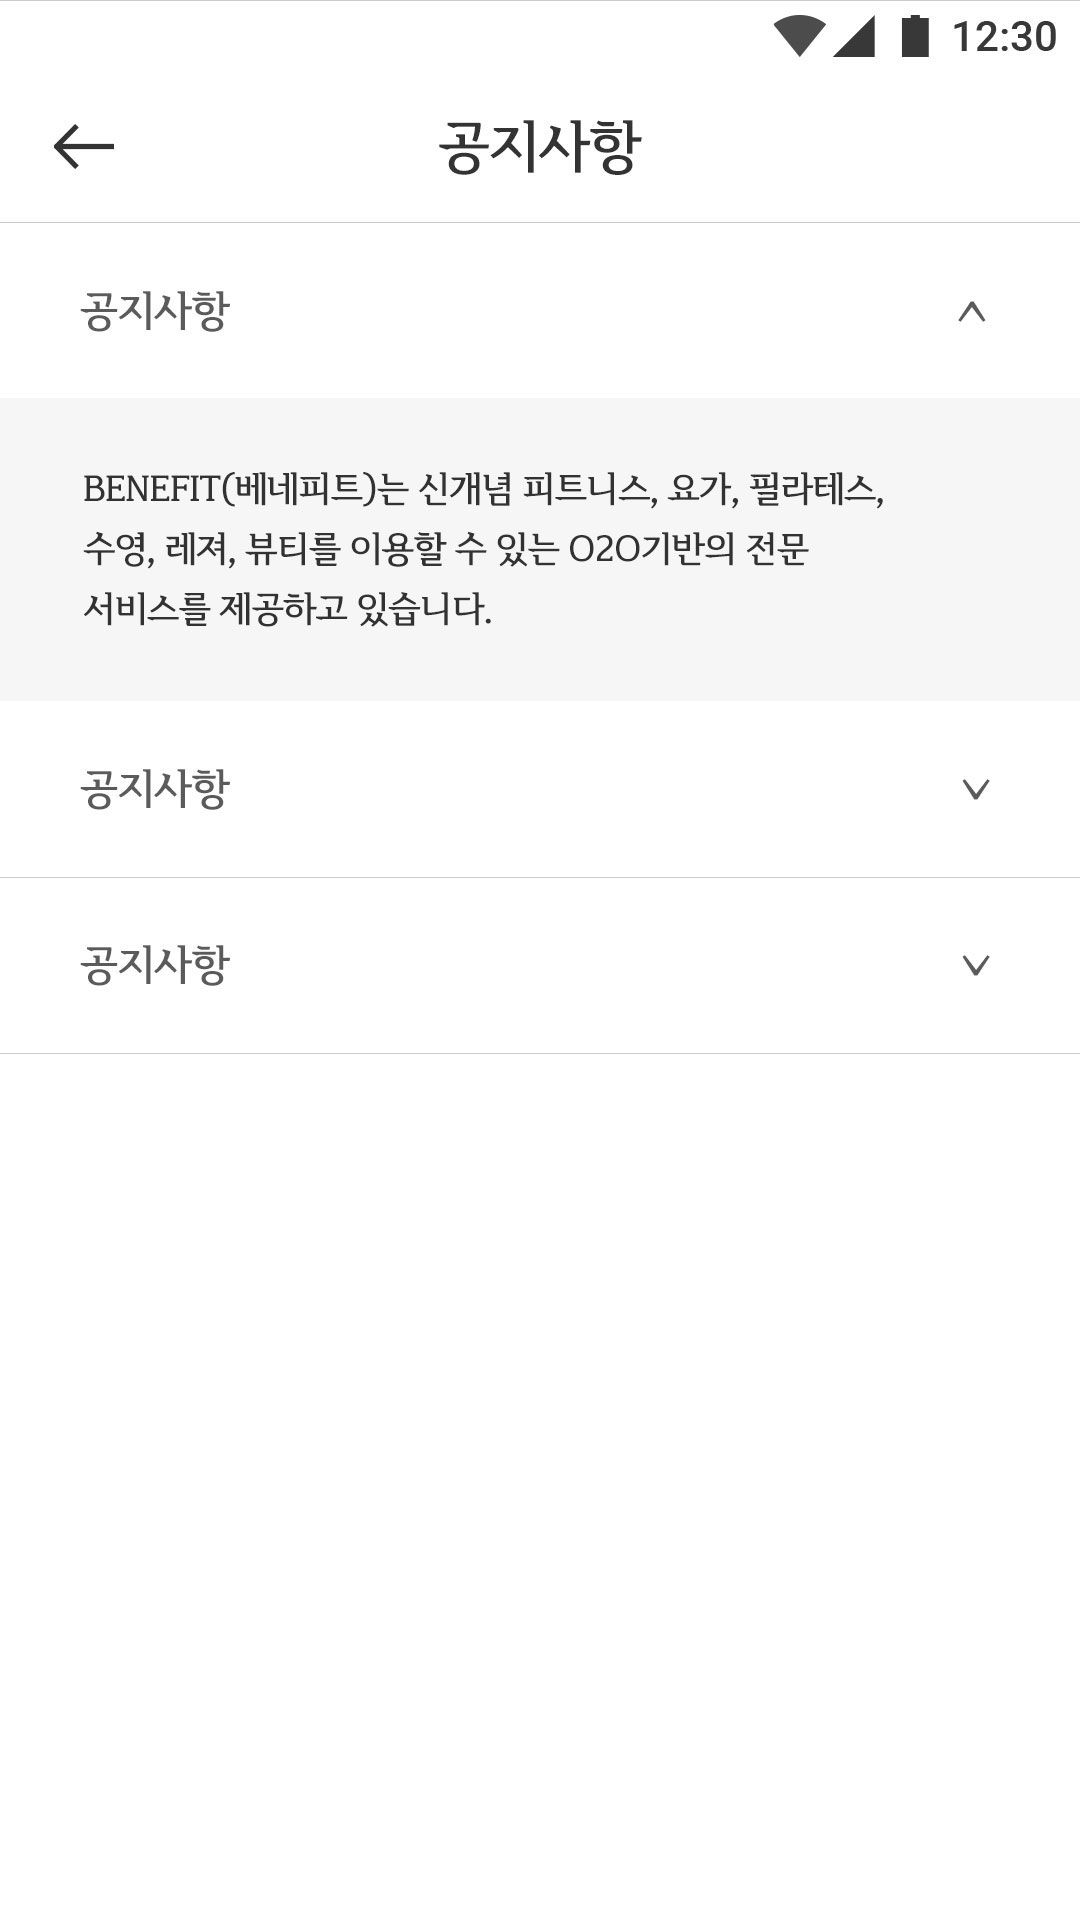 12:30
공지사항
공지사항
BENEFIT(베네피트)는 신개념 피트니스, 요가, 필라테스,
수영, 레져, 뷰티를 이용할 수 있는 O2O기반의 전문
서비스를 제공하고 있습니다.
공지사항
공지사항